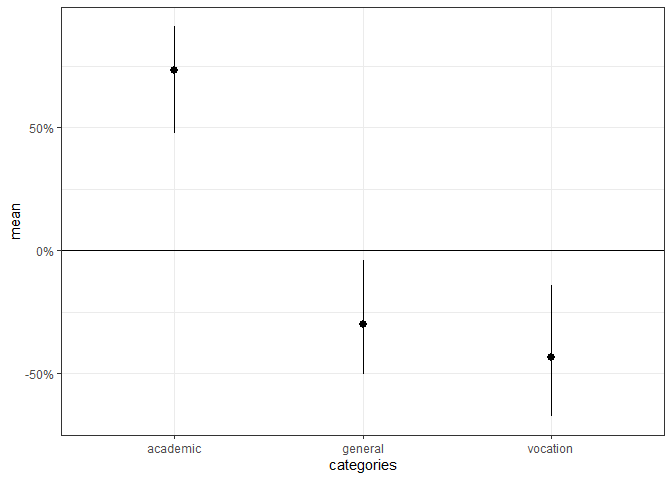 50%
mean
0%
-50%
academic general vocation
categories